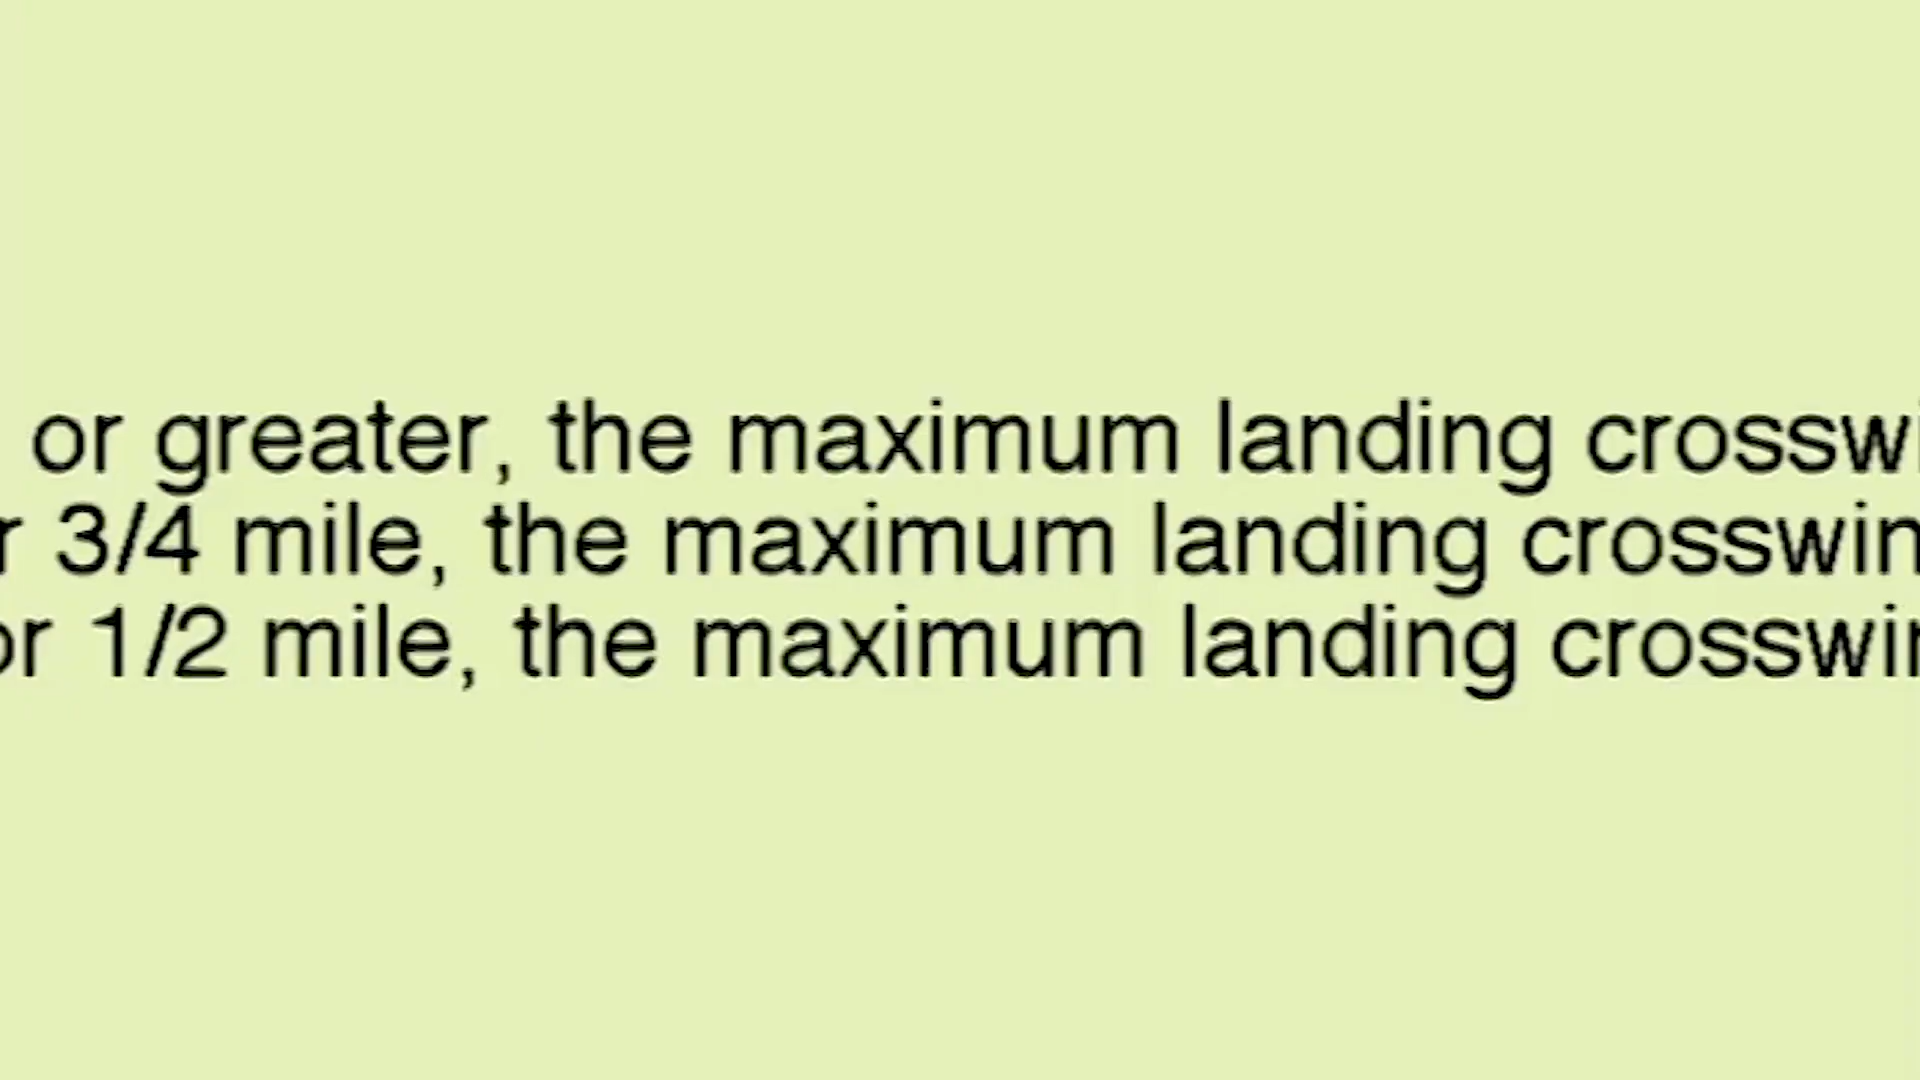 or greater, the maximum landing crosswi
r 3/4 mile, the maximum landing crosswin
or 1/2 mile, the maximum landing crosswin